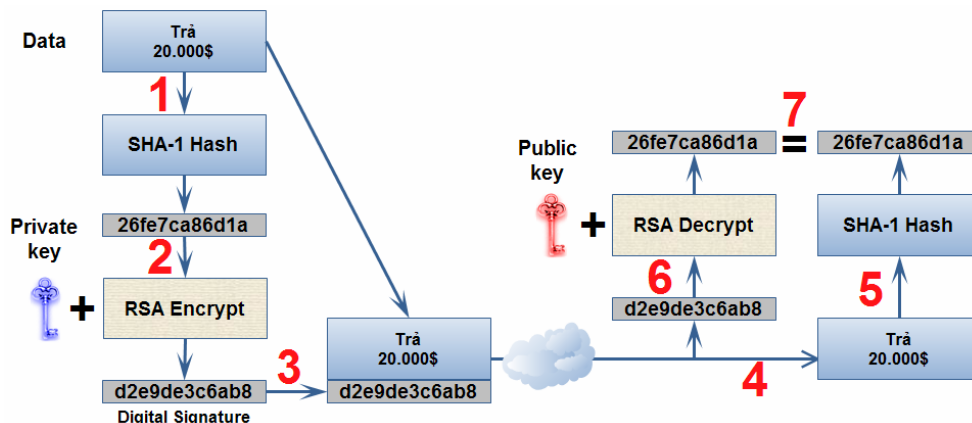 Data
Trả
20.000$
1
SHA-1 Hash
26fe7ca86d1a
Private
key
2
+
RSA Encrypt
d2e9de3c6ab8
Digital Signature
3
Trả
20.000$
d2e9de3c6ab8
4
Trả
20.000$
5
SHA-1 Hash
26fe7ca86d1a
d2e9de3c6ab8
6
Public
key
+
RSA Decrypt
26fe7ca86d1a
7
=